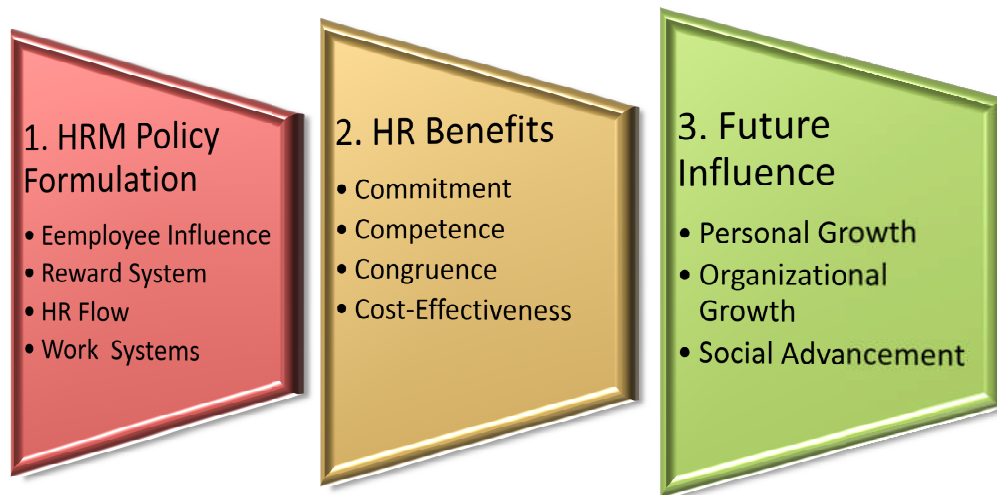 1. HRM Policy
Formulation
• Eemployee Influence
• Reward System
• HR Flow
• Work Systems
2. HR Benefits
• Commitment
• Competence
• Congruence
• Cost-Effectiveness
3. Future
Influence
• Personal Growth
• Organizational
Growth
• Social Advancement